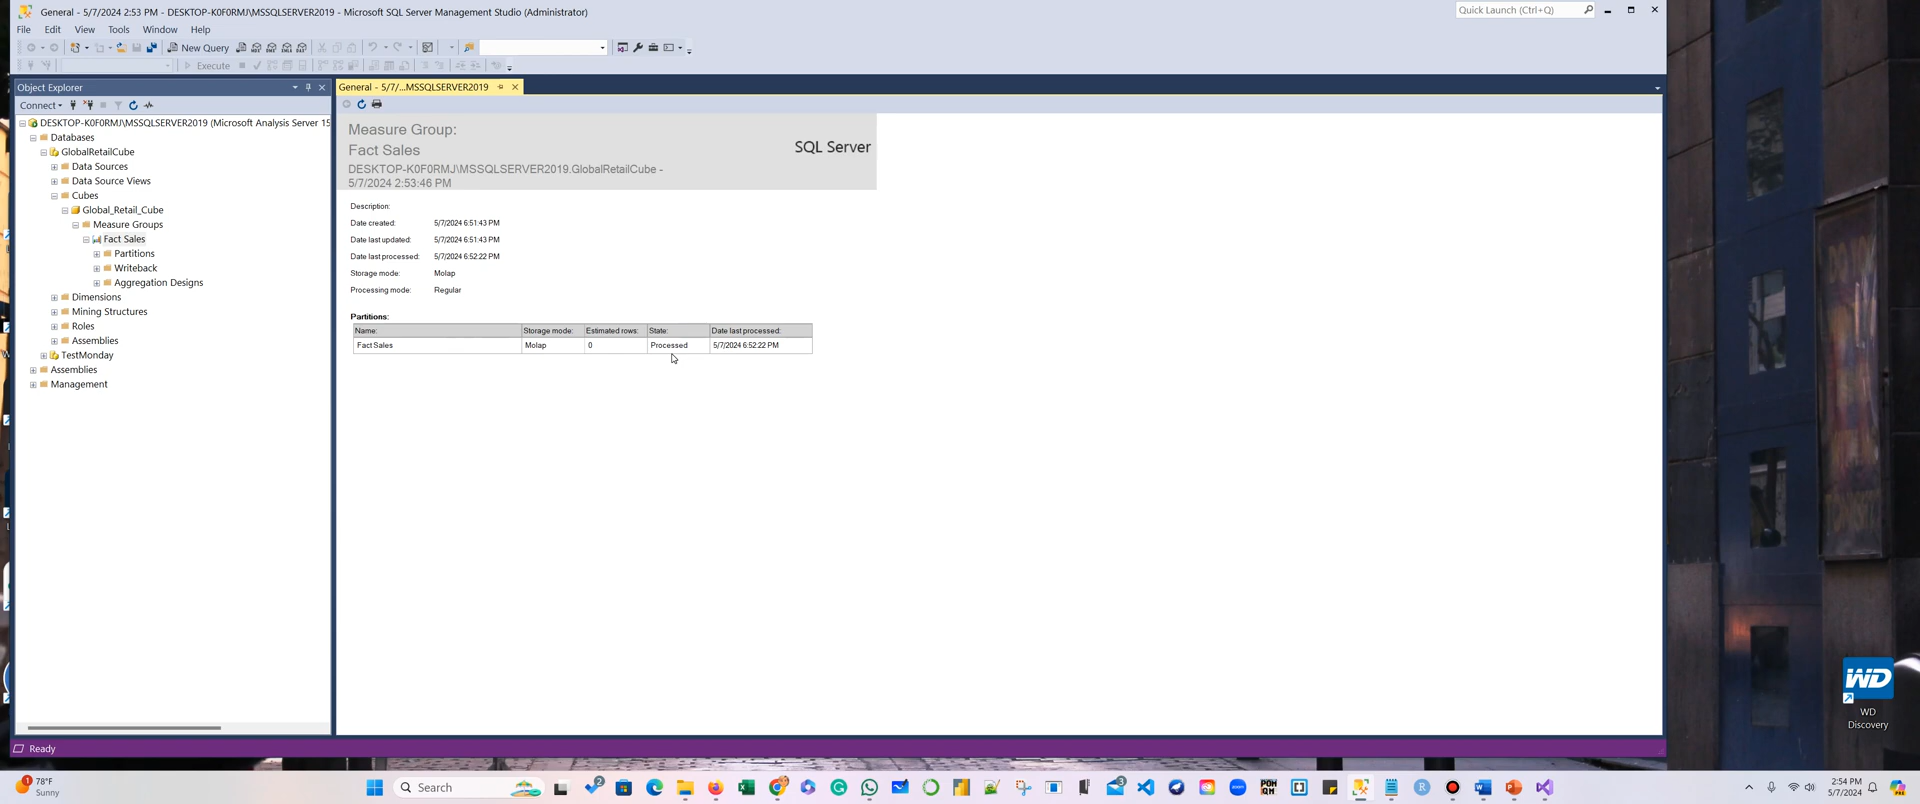 General - 5/7/2024 2:53 PM - DESKTOP-K0F0RMJ\MSSQLSERVER2019 - Microsoft SQL Server Management Studio (Administrator)
Quick Launch (Ctrl+Q)
File Edit View Tools Window Help
New Query
Execute
Object Explorer
General - 5/7/...MSSQLSERVER2019
Connect
DESKTOP-K0F0RMJ\MSSQLSERVER2019 (Microsoft Analysis Server 15
Databases
GlobalRetailCube
Data Sources
Data Source Views
Cubes
Global_Retail_Cube
Measure Groups
Fact Sales
Partitions
Writeback
Aggregation Designs
Dimensions
Mining Structures
Roles
Assemblies
TestMonday
Assemblies
Management
Measure Group:
Fact Sales
SQL Server
DESKTOP-K0F0RMJ\MSSQLSERVER2019.GlobalRetailCube -
5/7/2024 2:53:46 PM
Description:
Date created: 5/7/2024 6:51:43 PM
Date last updated: 5/7/2024 6:51:43 PM
Date last processed: 5/7/2024 6:52:22 PM
Storage mode: Molap
Processing mode: Regular
Partitions:
Name: Storage mode: Estimated rows: State: Date last processed:
Fact Sales Molap 0 Processed 5/7/2024 6:52:22 PM
Ready
WD
WD
Discovery
1
78°F
Sunny
Search
2
3
2:54 PM
5/7/2024